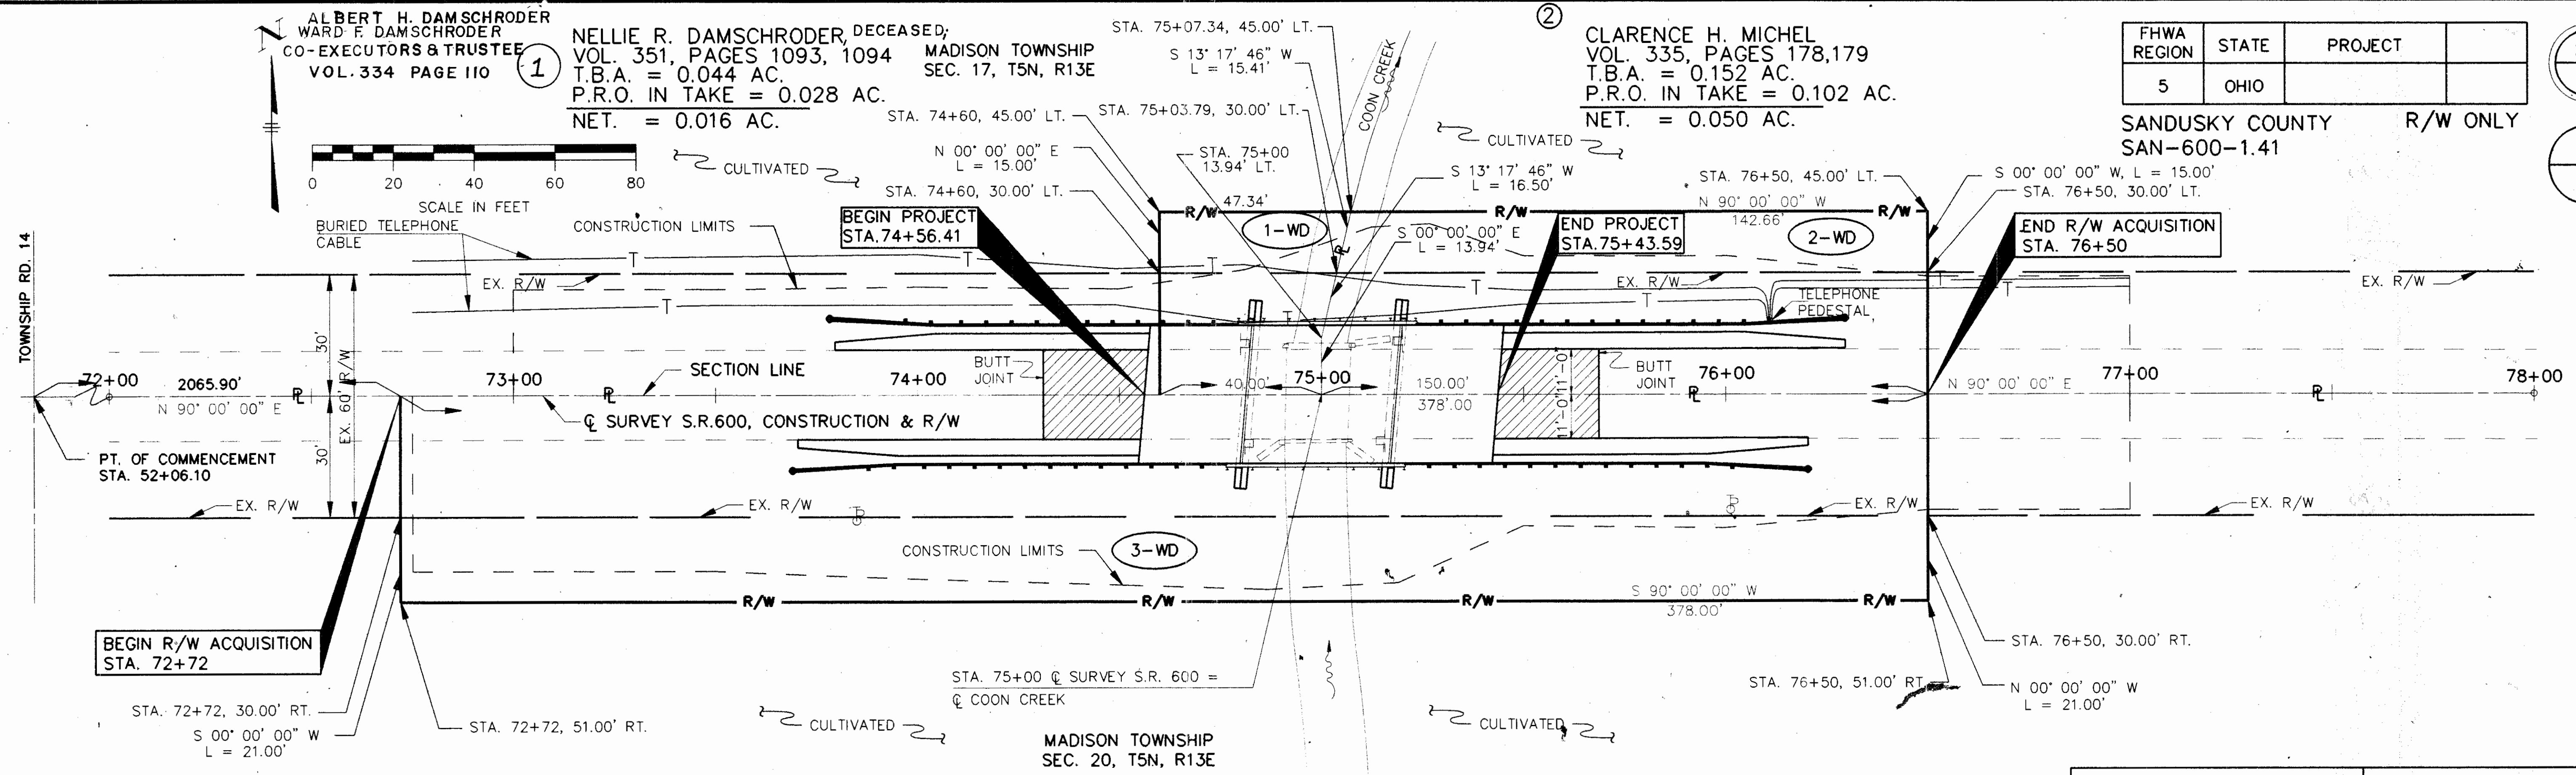 N
ALBERT H. DAMSCHRODER
WARD F. DAMSCHRODER
CO-EXECUTORS & TRUSTEE
VOL. 334 PAGE 110
1
NELLIE R. DAMSCHRODER, DECEASED;
VOL. 351, PAGES 1093, 1094
T.B.A. = 0.044 AC.
P.R.O. IN TAKE = 0.028 AC.
NET. = 0.016 AC.
MADISON TOWNSHIP
SEC. 17, T5N, R13E
STA. 75+07.34, 45.00' LT.
S 13° 17' 46" W
L = 15.41'
STA. 74+60, 45.00' LT.
STA. 75+03.79, 30.00' LT.
N 00° 00' 00" E
L = 15.00'
STA. 75+00
13.94' LT.
STA. 74+60, 30.00' LT.
COON CREEK
S 13° 17' 46" W
L = 16.50'
2
CLARENCE H. MICHEL
VOL. 335, PAGES 178,179
T.B.A. = 0.152 AC.
P.R.O. IN TAKE = 0.102 AC.
NET. = 0.050 AC.
FHWA REGION STATE PROJECT
5 OHIO
SANDUSKY COUNTY R/W ONLY
SAN-600-1.41
0 20 40 60 80
SCALE IN FEET
CULTIVATED
CULTIVATED
STA. 76+50, 45.00' LT.
S 00° 00' 00" W, L = 15.00'
STA. 76+50, 30.00' LT.
BURIED TELEPHONE
CABLE
CONSTRUCTION LIMITS
BEGIN PROJECT
STA.74+56.41
R/W
47.34'
1-WD
R/W
N 90° 00' 00" W
142.66'
R/W
2-WD
S 00° 00' 00" E
L = 13.94'
PL
END PROJECT
STA.75+43.59
END R/W ACQUISITION
STA. 76+50
T
T
T
T
T
EX. R/W
EX. R/W
EX. R/W
T
T
T
T
TELEPHONE
PEDESTAL
TOWNSHIP RD. 14
30'
EX. 60' R/W
30'
BUTT
JOINT
BUTT
JOINT
72+00
2065.90'
N 90° 00' 00" E
PL
73+00
PL
SECTION LINE
74+00
40.00'
75+00
150.00'
378'.00
11'-0"
11'-0"
PL
76+00
N 90° 00' 00" E
77+00
PL
78+00
CL SURVEY S.R.600, CONSTRUCTION & R/W
PT. OF COMMENCEMENT
STA. 52+06.10
EX. R/W
EX. R/W
EX. R/W
EX. R/W
CONSTRUCTION LIMITS
3-WD
R/W
R/W
R/W
S 90° 00' 00" W
378.00'
R/W
BEGIN R/W ACQUISITION
STA. 72+72
STA. 72+72, 30.00' RT.
S 00° 00' 00" W
L = 21.00'
STA. 72+72, 51.00' RT.
STA. 75+00 CL SURVEY S.R. 600 =
CL COON CREEK
STA. 76+50, 30.00' RT.
STA. 76+50, 51.00' RT
N 00° 00' 00" W
L = 21.00'
CULTIVATED
CULTIVATED
MADISON TOWNSHIP
SEC. 20, T5N, R13E